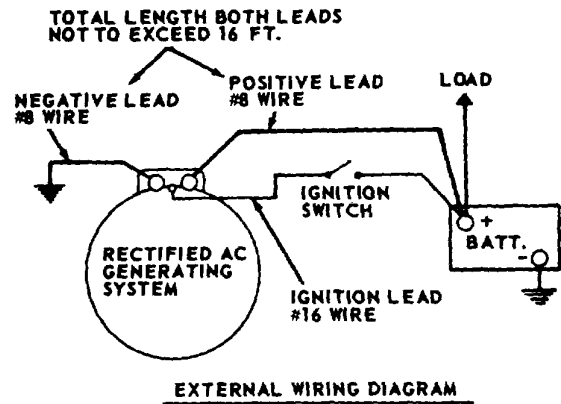 TOTAL LENGTH BOTH LEADS
NOT TO EXCEED 16 FT.
NEGATIVE LEAD
#8 WIRE
POSITIVE LEAD
#8 WIRE
LOAD
IGNITION
SWITCH
+
BATT.
-
RECTIFIED AC
GENERATING
SYSTEM
IGNITION LEAD
#16 WIRE
EXTERNAL WIRING DIAGRAM